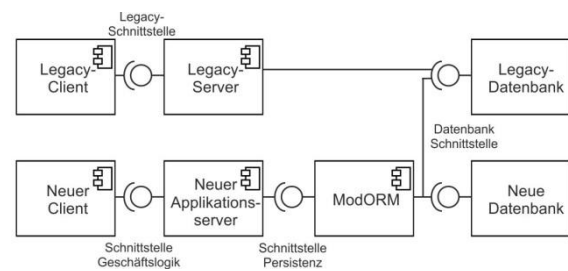 Legacy-
Schnittstelle
Legacy-
Client
Legacy-
Server
Legacy-
Datenbank
Datenbank
Schnittstelle
Neuer
Client
Neuer
Applikations-
server
ModORM
Neue
Datenbank
Schnittstelle
Geschäftslogik
Schnittstelle
Persistenz